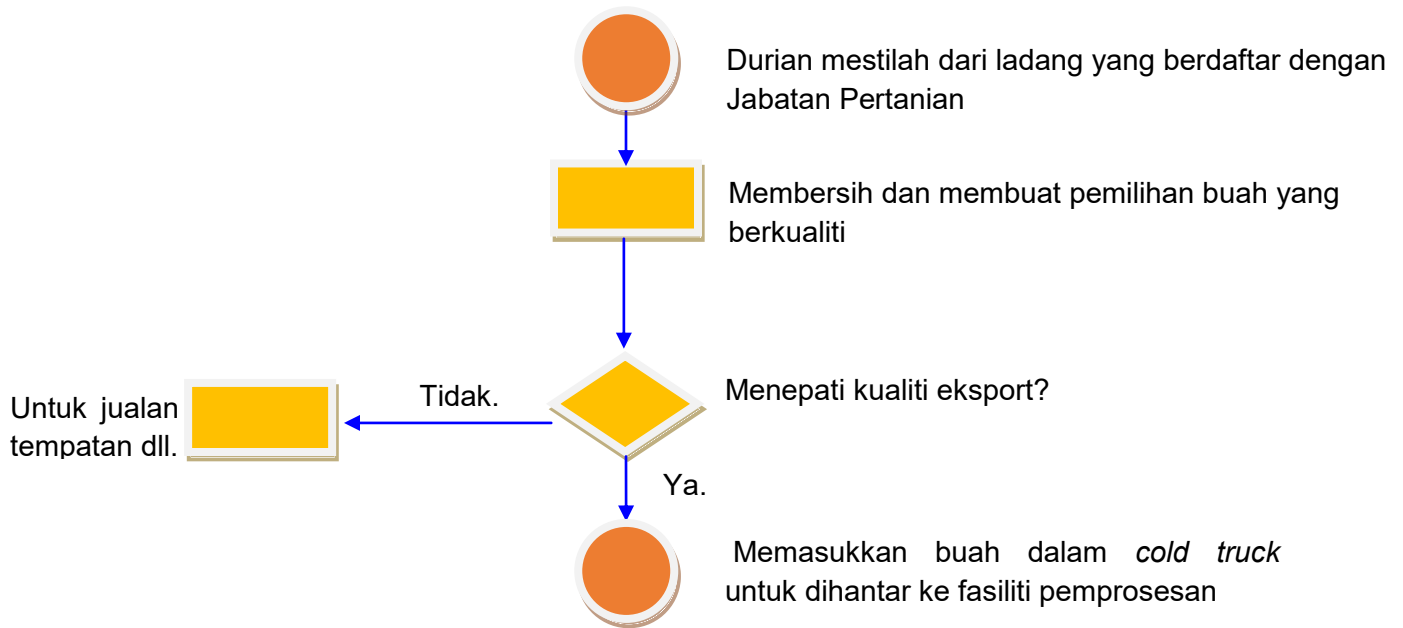 Durian mestilah dari ladang yang berdaftar dengan
Jabatan Pertanian
Membersih dan membuat pemilihan buah yang
berkualiti
Menepati kualiti eksport?
Tidak.
Untuk jualan
tempatan dll.
Ya.
Memasukkan buah dalam cold truck
untuk dihantar ke fasiliti pemprosesan